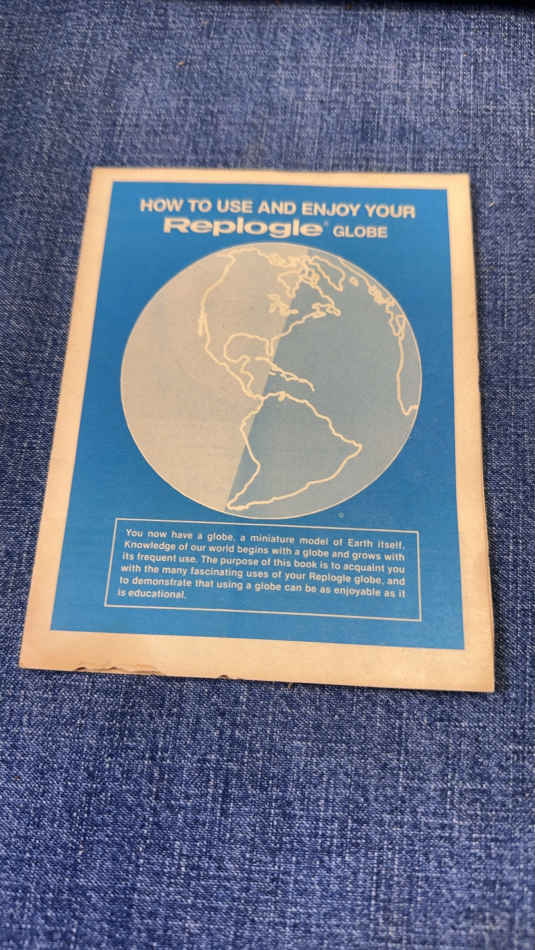 HOW TO USE AND ENJOY YOUR
Replogle® GLOBE
You now have a globe, a miniature model of Earth itself.
Knowledge of our world begins with a globe and grows with
its frequent use. The purpose of this book is to acquaint you
with the many fascinating uses of your Replogle globe, and
to demonstrate that using a globe can be as enjoyable as it
is educational.